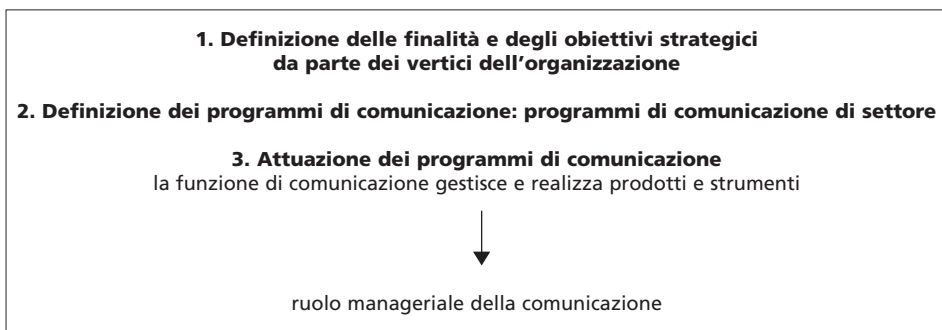 1. Definizione delle finalità e degli obiettivi strategici
da parte dei vertici dell’organizzazione
2. Definizione dei programmi di comunicazione: programmi di comunicazione di settore
3. Attuazione dei programmi di comunicazione
la funzione di comunicazione gestisce e realizza prodotti e strumenti
ruolo manageriale della comunicazione